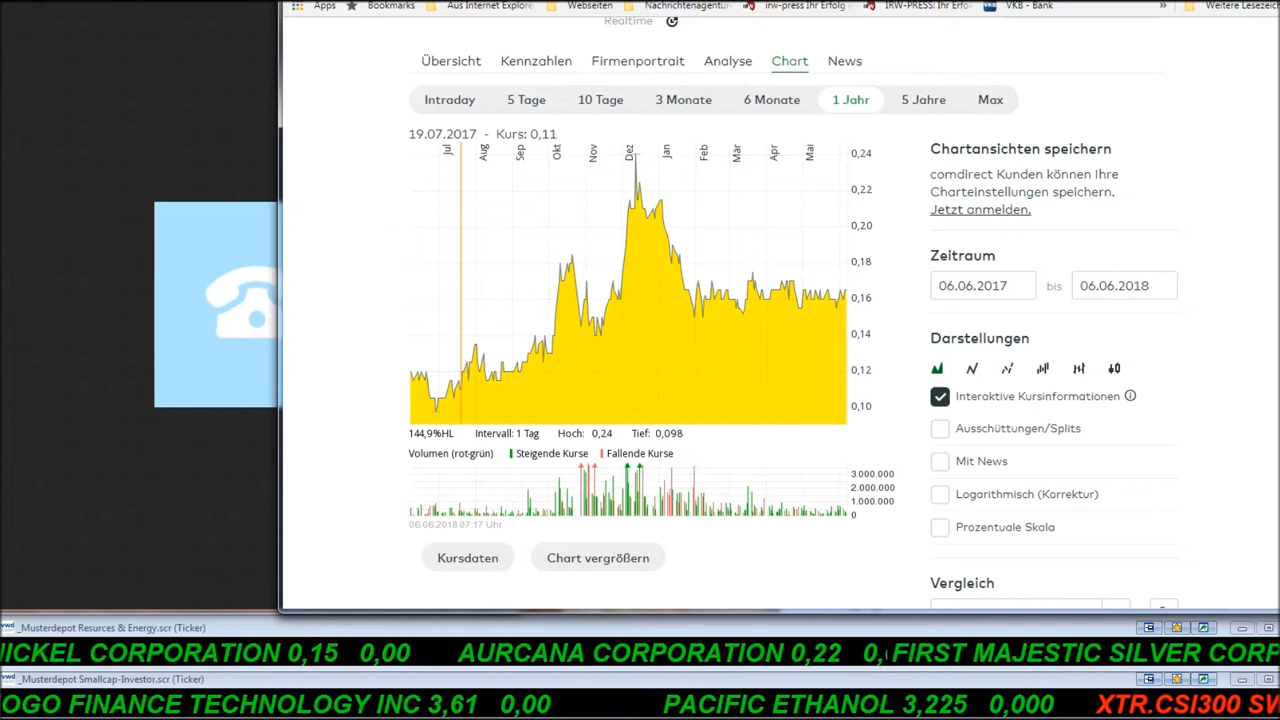 Apps Bookmarks Aus Internet Explore Webseiten Nachrichtenagentu irw-press Ihr Erfolg IRW-PRESS: Ihr Erfo VKB - Bank » Weitere Lesezeic
Realtime
Übersicht Kennzahlen Firmenportrait Analyse Chart News
Intraday 5 Tage 10 Tage 3 Monate 6 Monate 1 Jahr 5 Jahre Max
19.07.2017 - Kurs: 0,11
Jul Aug Sep Okt Nov Dez Jan Feb Mär Apr Mai
0,24
0,22
0,20
0,18
0,16
0,14
0,12
0,10
144,9%HL Intervall: 1 Tag Hoch: 0,24 Tief: 0,098
Volumen (rot-grün) Steigende Kurse Fallende Kurse
3.000.000
2.000.000
1.000.000
0
06.06.2018 07:17 Uhr
Kursdaten Chart vergrößern
Chartansichten speichern
comdirect Kunden können Ihre
Charteinstellungen speichern.
Jetzt anmelden.
Zeitraum
06.06.2017 bis 06.06.2018
Darstellungen
Interaktive Kursinformationen
Ausschüttungen/Splits
Mit News
Logarithmisch (Korrektur)
Prozentuale Skala
Vergleich
vwd _Musterdepot Resurces & Energy.scr (Ticker)
NICKEL CORPORATION 0,15 0,00 AURCANA CORPORATION 0,22 0, FIRST MAJESTIC SILVER CORP
vwd _Musterdepot Smallcap-Investor.scr (Ticker)
OGO FINANCE TECHNOLOGY INC 3,61 0,00 PACIFIC ETHANOL 3,225 0,000 XTR.CSI300 SW